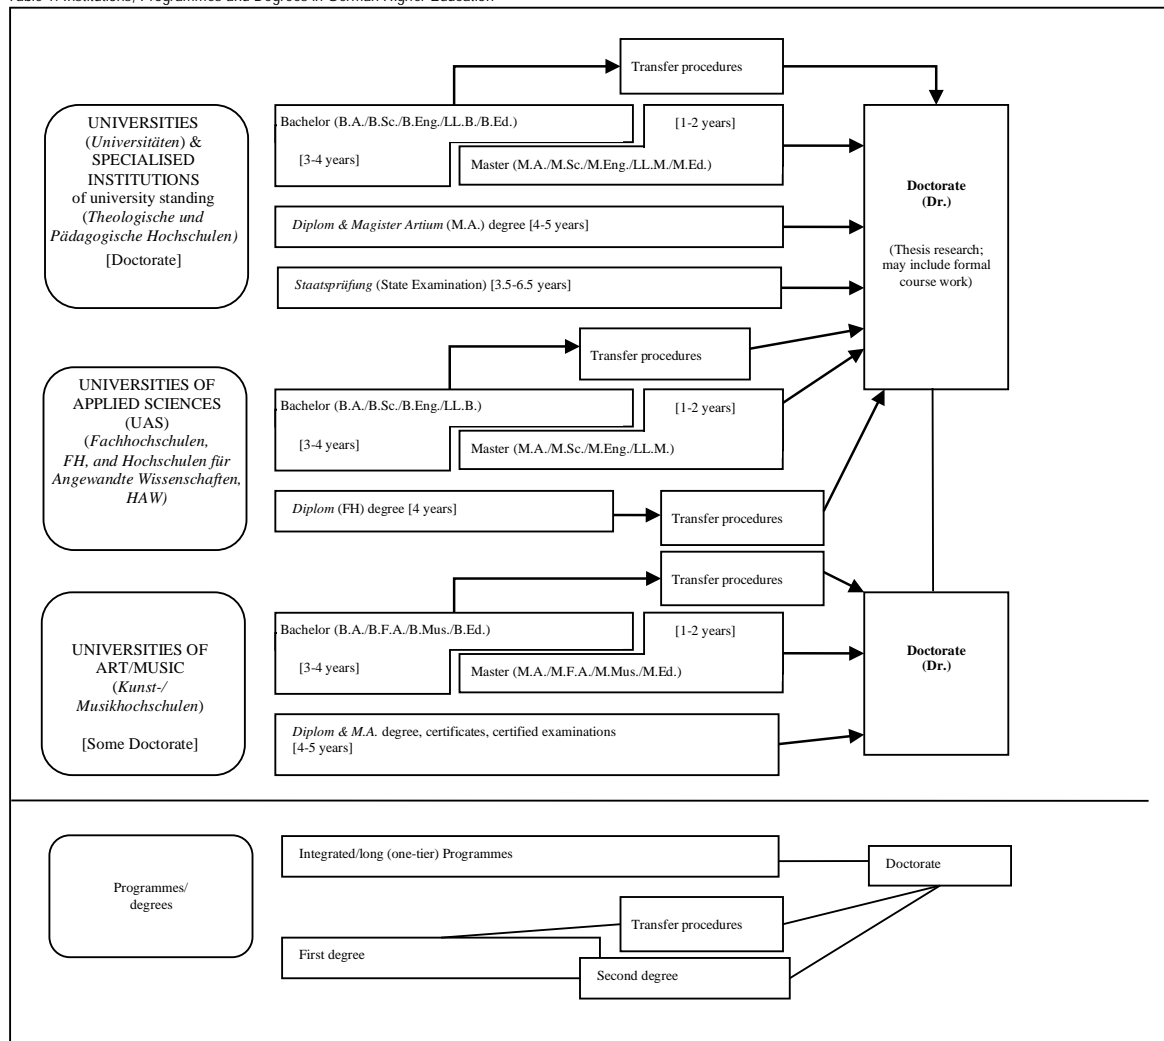 Table 1: Institutions, Programmes and Degrees in German Higher Education
Transfer procedures
UNIVERSITIES
(Universitäten) &
SPECIALISED
INSTITUTIONS
of university standing
(Theologische und
Pädagogische Hochschulen)
[Doctorate]
Bachelor (B.A./B.Sc./B.Eng./LL.B./B.Ed.)
[3-4 years]
[1-2 years]
Master (M.A./M.Sc./M.Eng./LL.M./M.Ed.)
Diplom & Magister Artium (M.A.) degree [4-5 years]
Staatsprüfung (State Examination) [3.5-6.5 years]
Doctorate
(Dr.)
(Thesis research;
may include formal
course work)
Transfer procedures
UNIVERSITIES OF
APPLIED SCIENCES
(UAS)
(Fachhochschulen,
FH, and Hochschulen für
Angewandte Wissenschaften,
HAW)
Bachelor (B.A./B.Sc./B.Eng./LL.B.)
[3-4 years]
[1-2 years]
Master (M.A./M.Sc./M.Eng./LL.M.)
Diplom (FH) degree [4 years]
Transfer procedures
Transfer procedures
UNIVERSITIES OF
ART/MUSIC
(Kunst-/
Musikhochschulen)
[Some Doctorate]
Bachelor (B.A./B.F.A./B.Mus./B.Ed.)
[3-4 years]
[1-2 years]
Master (M.A./M.F.A./M.Mus./M.Ed.)
Diplom & M.A. degree, certificates, certified examinations
[4-5 years]
Doctorate
(Dr.)
Programmes/
degrees
Integrated/long (one-tier) Programmes
Doctorate
Transfer procedures
First degree
Second degree